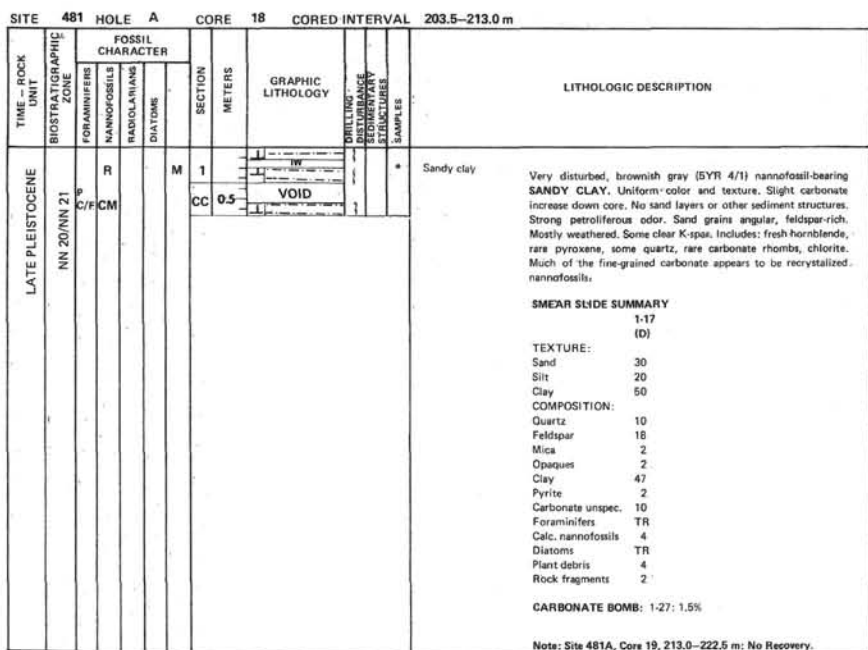 SITE 481 HOLE A CORE 18 CORED INTERVAL 203.5–213.0 m
TIME – ROCK UNIT
BIOSTRATIGRAPHIC ZONE
FOSSIL CHARACTER
FORAMINIFERS
NANNOFOSSILS
RADIOLARIANS
DIATOMS
SECTION
METERS
GRAPHIC LITHOLOGY
DRILLING DISTURBANCE
SEDIMENTARY STRUCTURES
SAMPLES
LITHOLOGIC DESCRIPTION
LATE PLEISTOCENE
NN 20/NN 21
P
C/F
R
CM
M
1
CC
0.5
IW
VOID
*
Sandy clay
Very disturbed, brownish gray (5YR 4/1) nannofossil-bearing
SANDY CLAY. Uniform color and texture. Slight carbonate
increase down core. No sand layers or other sediment structures.
Strong petroliferous odor. Sand grains angular, feldspar-rich.
Mostly weathered. Some clear K-spar. Includes: fresh hornblende,
rare pyroxene, some quartz, rare carbonate rhombs, chlorite.
Much of the fine-grained carbonate appears to be recrystalized
nannofossils.
SMEAR SLIDE SUMMARY
1-17
(D)
TEXTURE:
Sand 30
Silt 20
Clay 50
COMPOSITION:
Quartz 10
Feldspar 18
Mica 2
Opaques 2
Clay 47
Pyrite 2
Carbonate unspec. 10
Foraminifers TR
Calc. nannofossils 4
Diatoms TR
Plant debris 4
Rock fragments 2
CARBONATE BOMB: 1-27: 1.5%
Note: Site 481A, Core 19, 213.0–222.5 m: No Recovery.